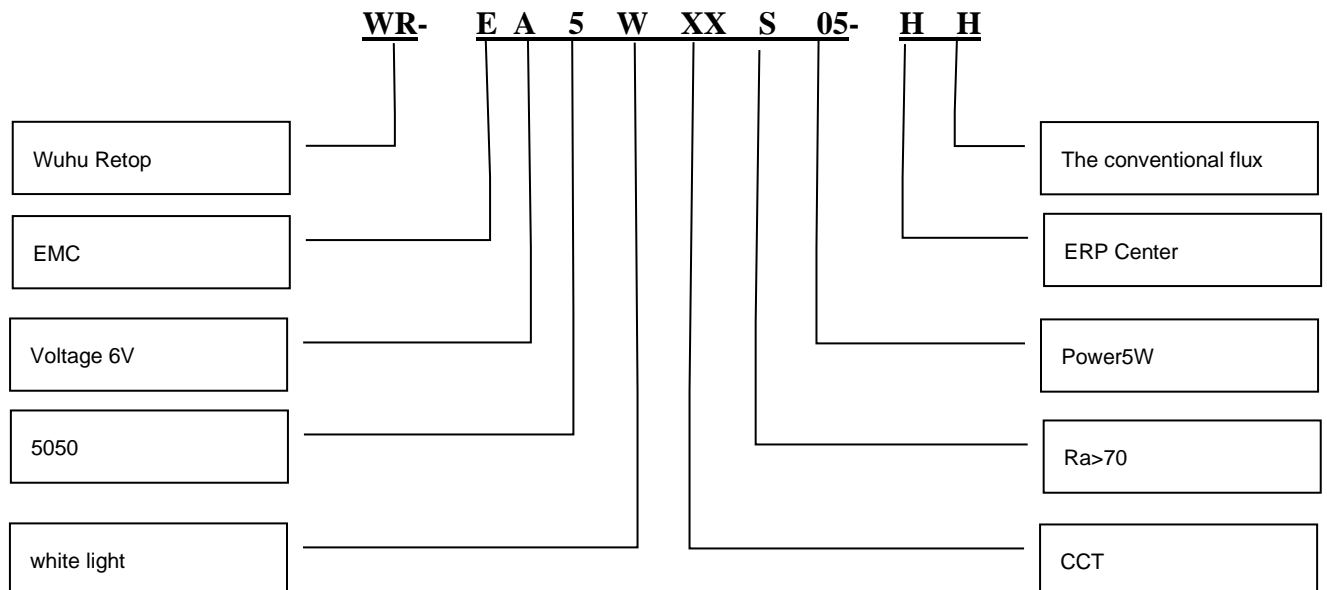 WR- E A 5 W XX S 05- H H
Wuhu Retop
The conventional flux
EMC
ERP Center
Voltage 6V
Power5W
5050
Ra>70
white light
CCT